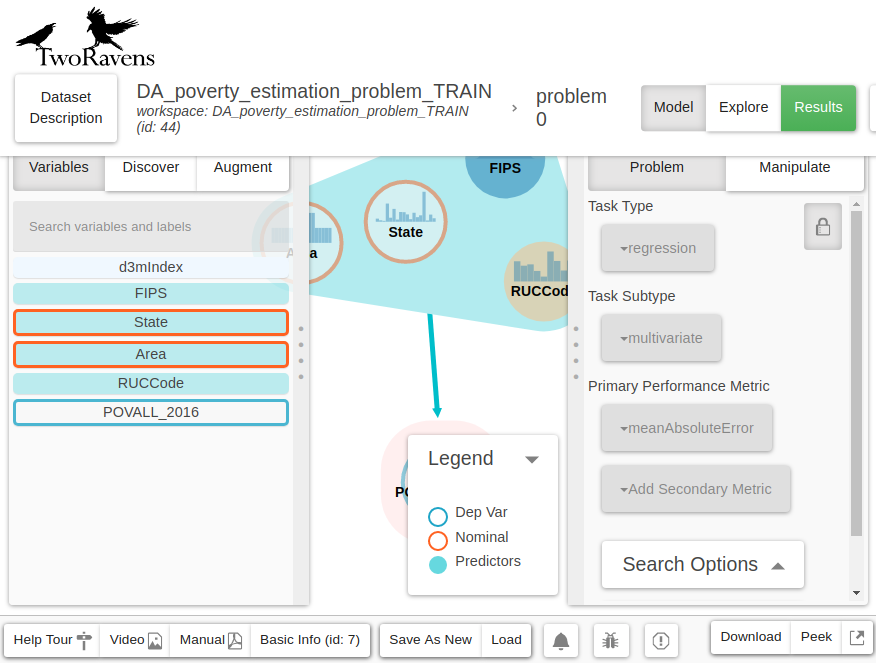 TwoRavens
Dataset
Description
DA_poverty_estimation_problem_TRAIN
workspace: DA_poverty_estimation_problem_TRAIN
(id: 44)
›
problem
0
Model
Explore
Results
Variables
Discover
Augment
Search variables and labels
d3mIndex
FIPS
State
Area
RUCCode
POVALL_2016
FIPS
State
a
RUCCod
PO
Legend
Dep Var
Nominal
Predictors
Problem
Manipulate
Task Type
regression
Task Subtype
multivariate
Primary Performance Metric
meanAbsoluteError
Add Secondary Metric
Search Options
Help Tour
Video
Manual
Basic Info (id: 7)
Save As New
Load
Download
Peek